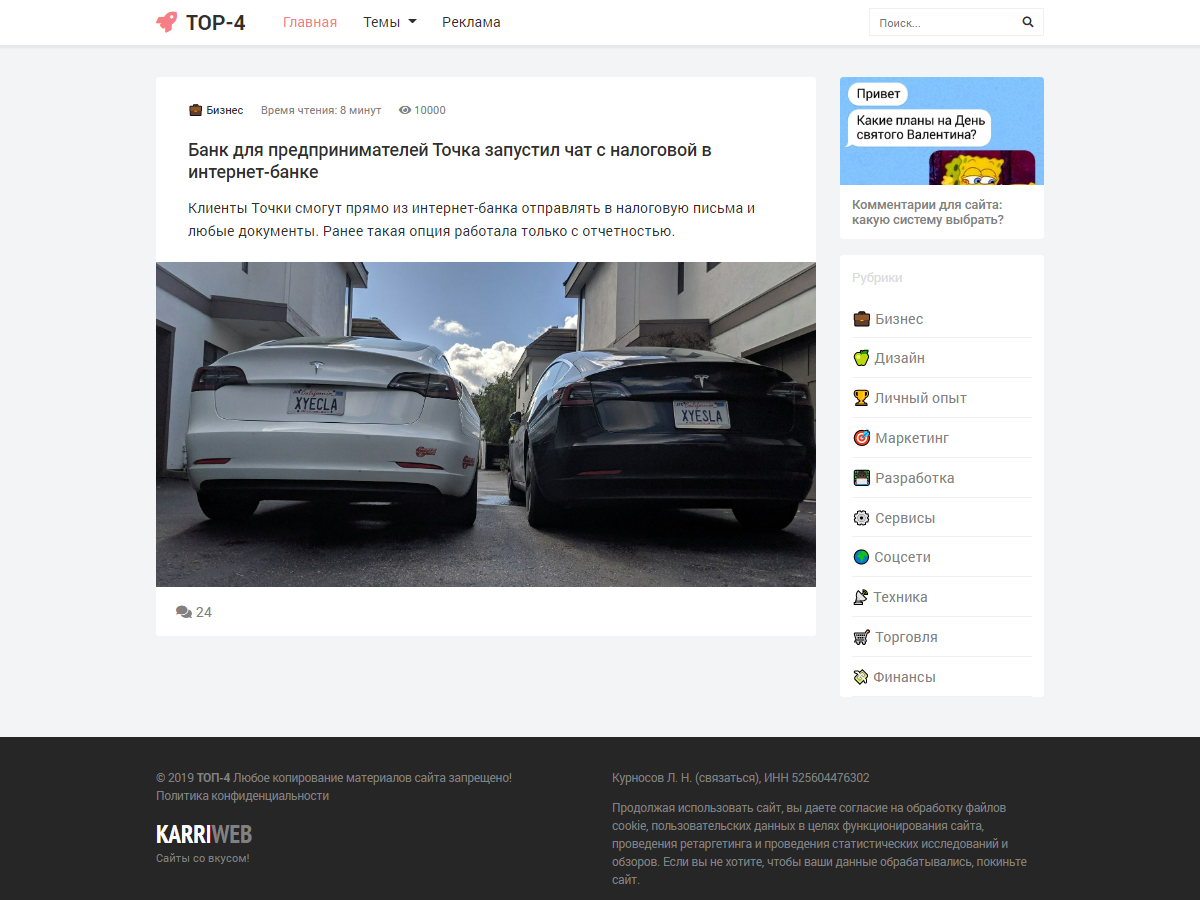 TOP-4
Главная
Темы
Реклама
Поиск...
Бизнес
Время чтения: 8 минут
10000
Банк для предпринимателей Точка запустил чат с налоговой в
интернет-банке
Клиенты Точки смогут прямо из интернет-банка отправлять в налоговую письма и
любые документы. Ранее такая опция работала только с отчетностью.
California
XYECLA
California
XYESLA
24
Привет
Какие планы на День
святого Валентина?
Комментарии для сайта:
какую систему выбрать?
Рубрики
Бизнес
Дизайн
Личный опыт
Маркетинг
Разработка
Сервисы
Соцсети
Техника
Торговля
Финансы
© 2019 ТОП-4 Любое копирование материалов сайта запрещено!
Политика конфиденциальности
KARRIWEB
Сайты со вкусом!
Курносов Л. Н. (связаться), ИНН 525604476302
Продолжая использовать сайт, вы даете согласие на обработку файлов
cookie, пользовательских данных в целях функционирования сайта,
проведения ретаргетинга и проведения статистических исследований и
обзоров. Если вы не хотите, чтобы ваши данные обрабатывались, покиньте
сайт.